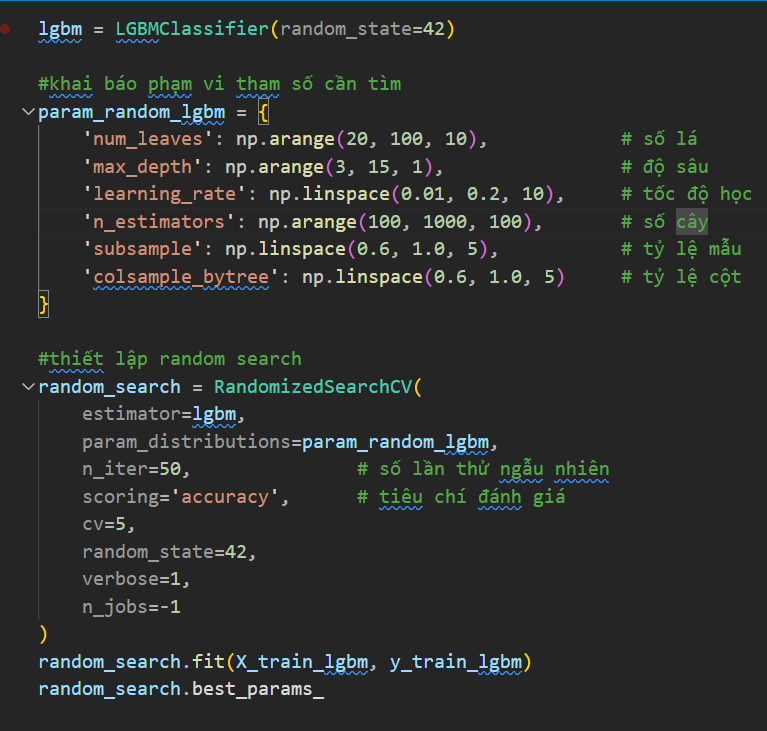 lgbm = LGBMClassifier(random_state=42)
#khai báo phạm vi tham số cần tìm
param_random_lgbm = {
    'num_leaves': np.arange(20, 100, 10),            # số lá
    'max_depth': np.arange(3, 15, 1),                # độ sâu
    'learning_rate': np.linspace(0.01, 0.2, 10),     # tốc độ học
    'n_estimators': np.arange(100, 1000, 100),       # số cây
    'subsample': np.linspace(0.6, 1.0, 5),           # tỷ lệ mẫu
    'colsample_bytree': np.linspace(0.6, 1.0, 5)     # tỷ lệ cột
}
#thiết lập random search
random_search = RandomizedSearchCV(
    estimator=lgbm,
    param_distributions=param_random_lgbm,
    n_iter=50,               # số lần thử ngẫu nhiên
    scoring='accuracy',      # tiêu chí đánh giá
    cv=5,
    random_state=42,
    verbose=1,
    n_jobs=-1
)
random_search.fit(X_train_lgbm, y_train_lgbm)
random_search.best_params_